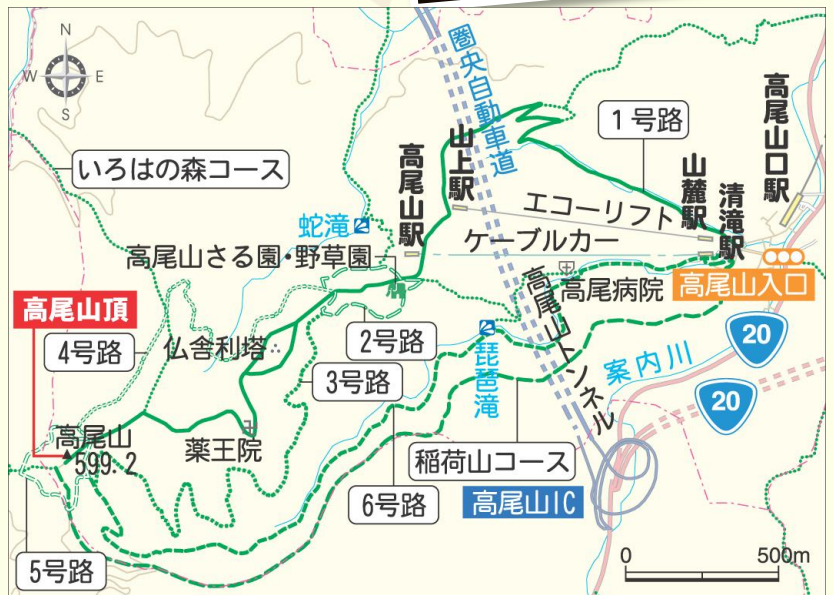 N
W
E
S
圏央自動車道
高尾山口駅
1号路
いろはの森コース
山上駅
高尾山駅
山麓駅
清滝駅
エコーリフト
蛇滝
ケーブルカー
高尾山さる園・野草園
高尾病院
高尾山入口
高尾山トンネル
高尾山頂
4号路
仏舎利塔
2号路
20
3号路
琵琶滝
案内川
20
高尾山
599.2
薬王院
稲荷山コース
6号路
高尾山IC
5号路
0
500m